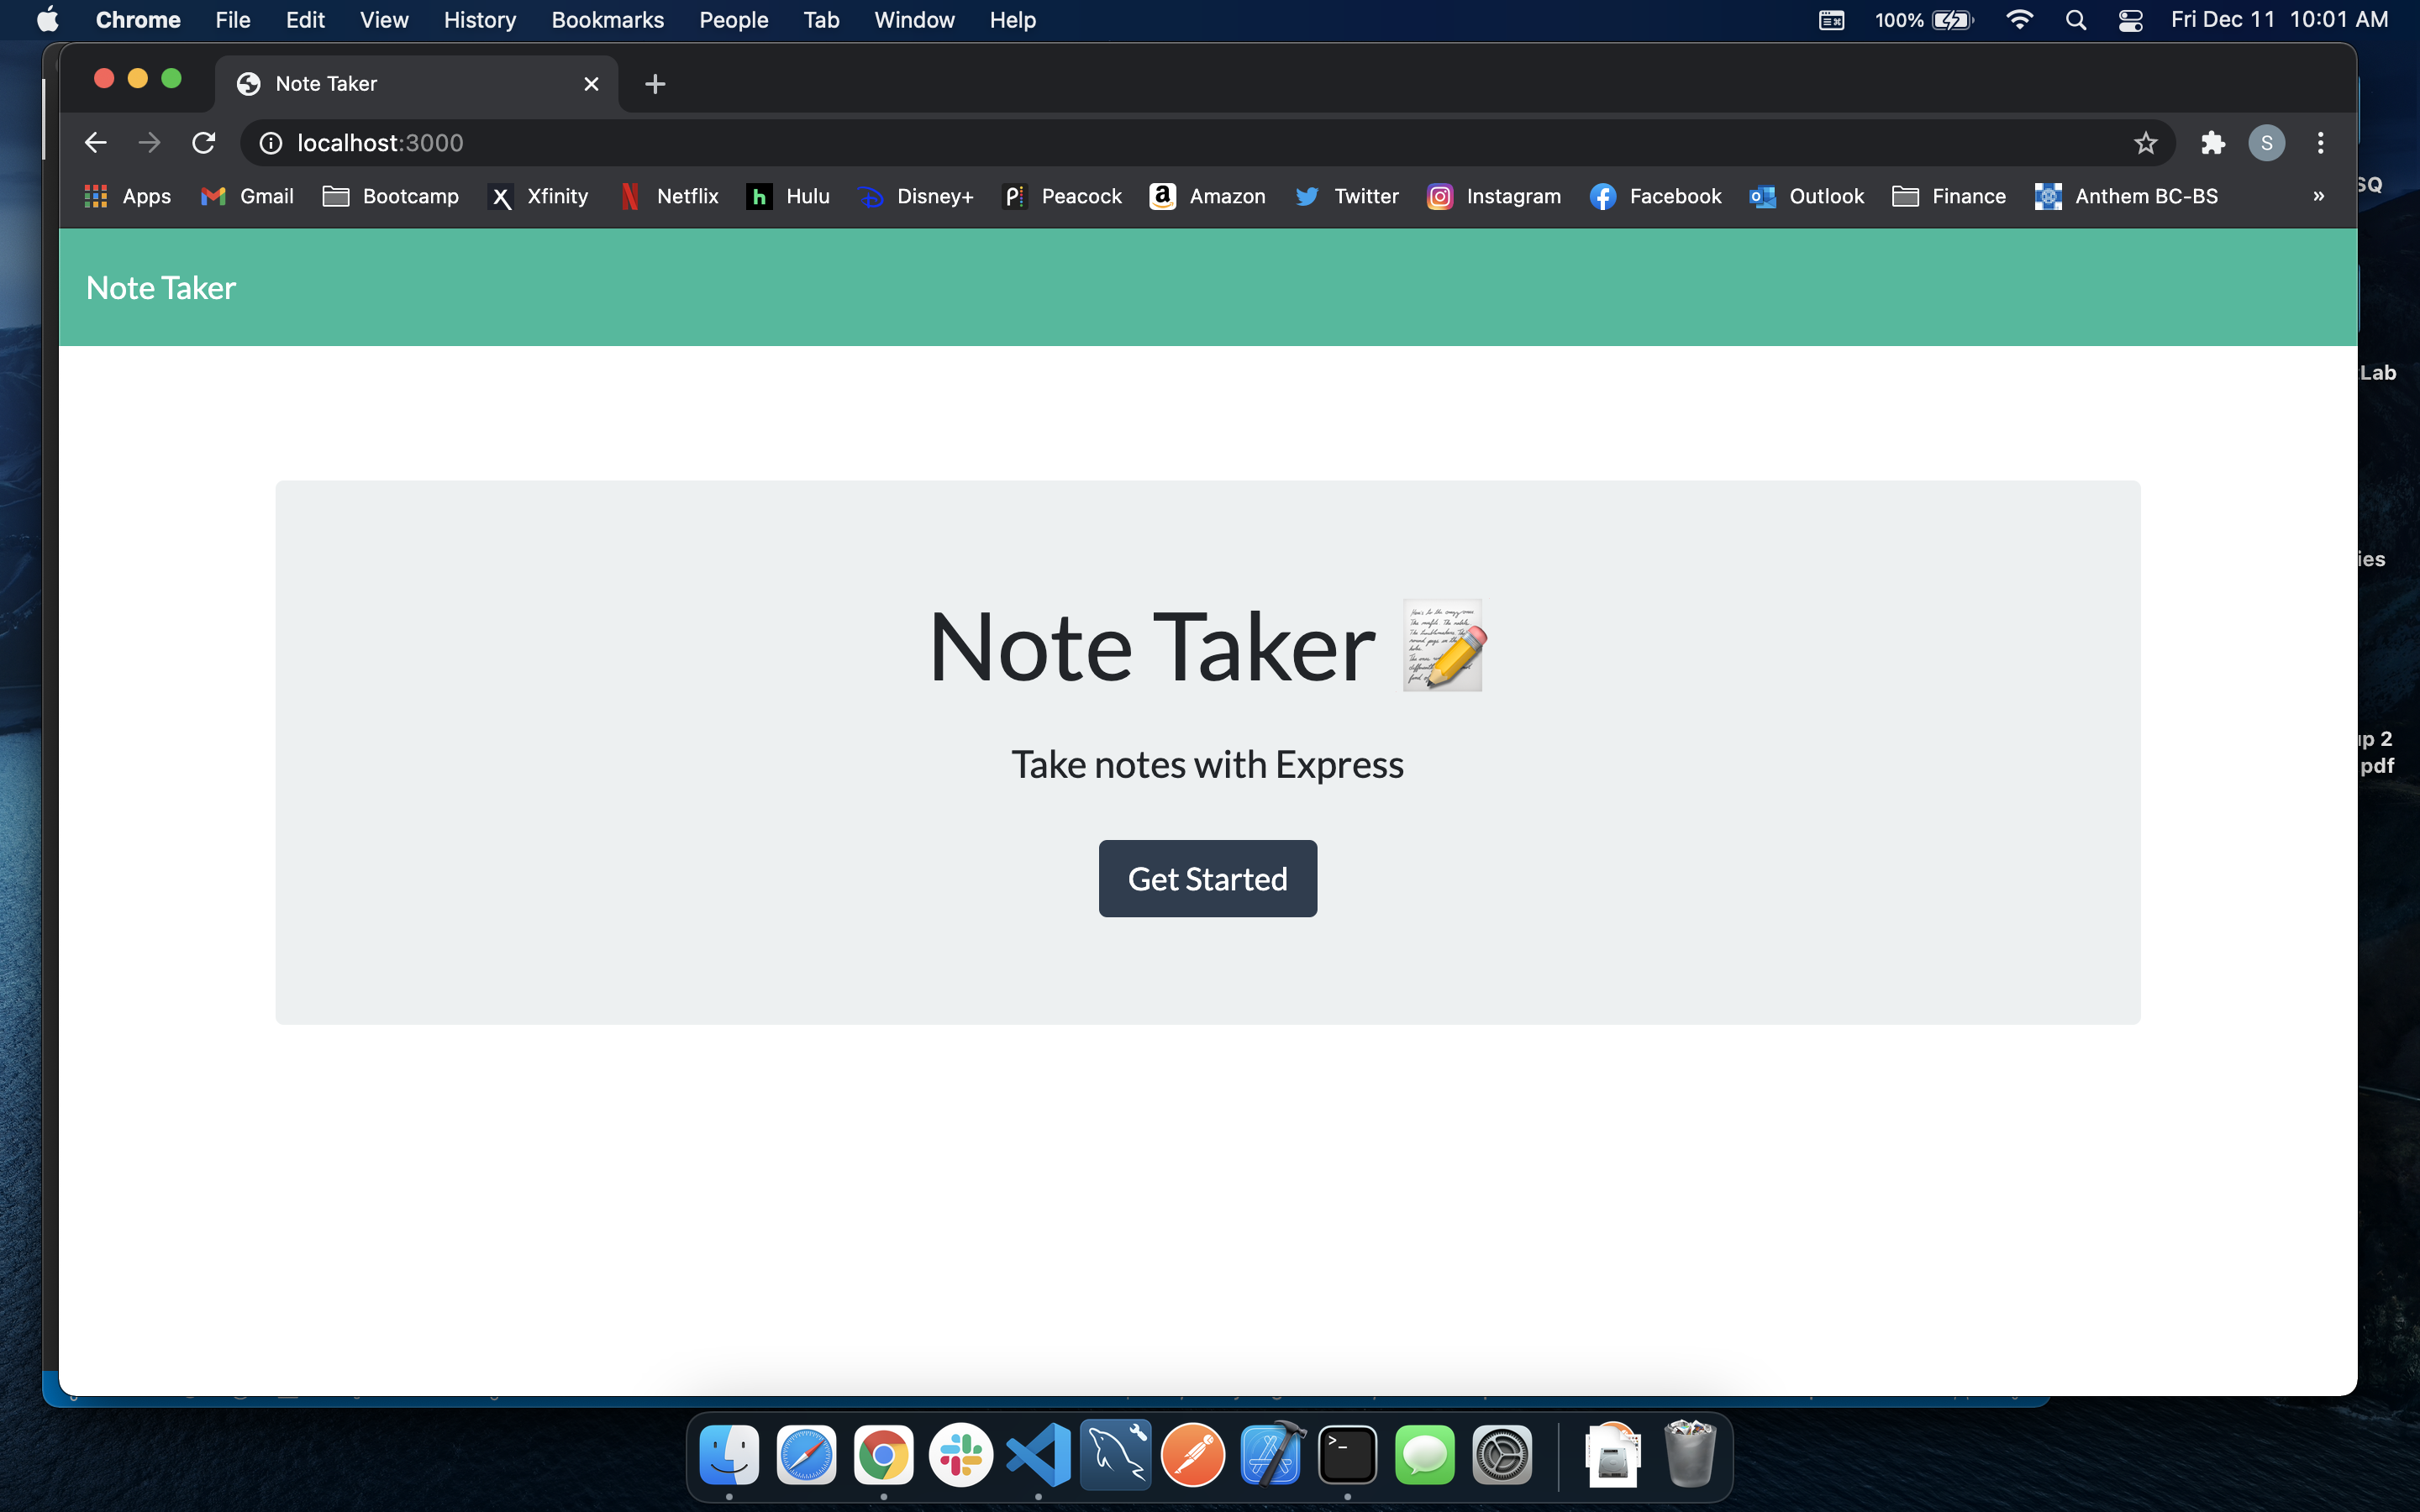 Chrome File Edit View History Bookmarks People Tab Window Help 100% Fri Dec 11 10:01 AM
Note Taker
localhost:3000 S
Apps Gmail Bootcamp Xfinity Netflix Hulu Disney+ Peacock Amazon Twitter Instagram Facebook Outlook Finance Anthem BC-BS »
SQ
Note Taker
Lab
ies
Note Taker
p 2
pdf
Take notes with Express
Get Started